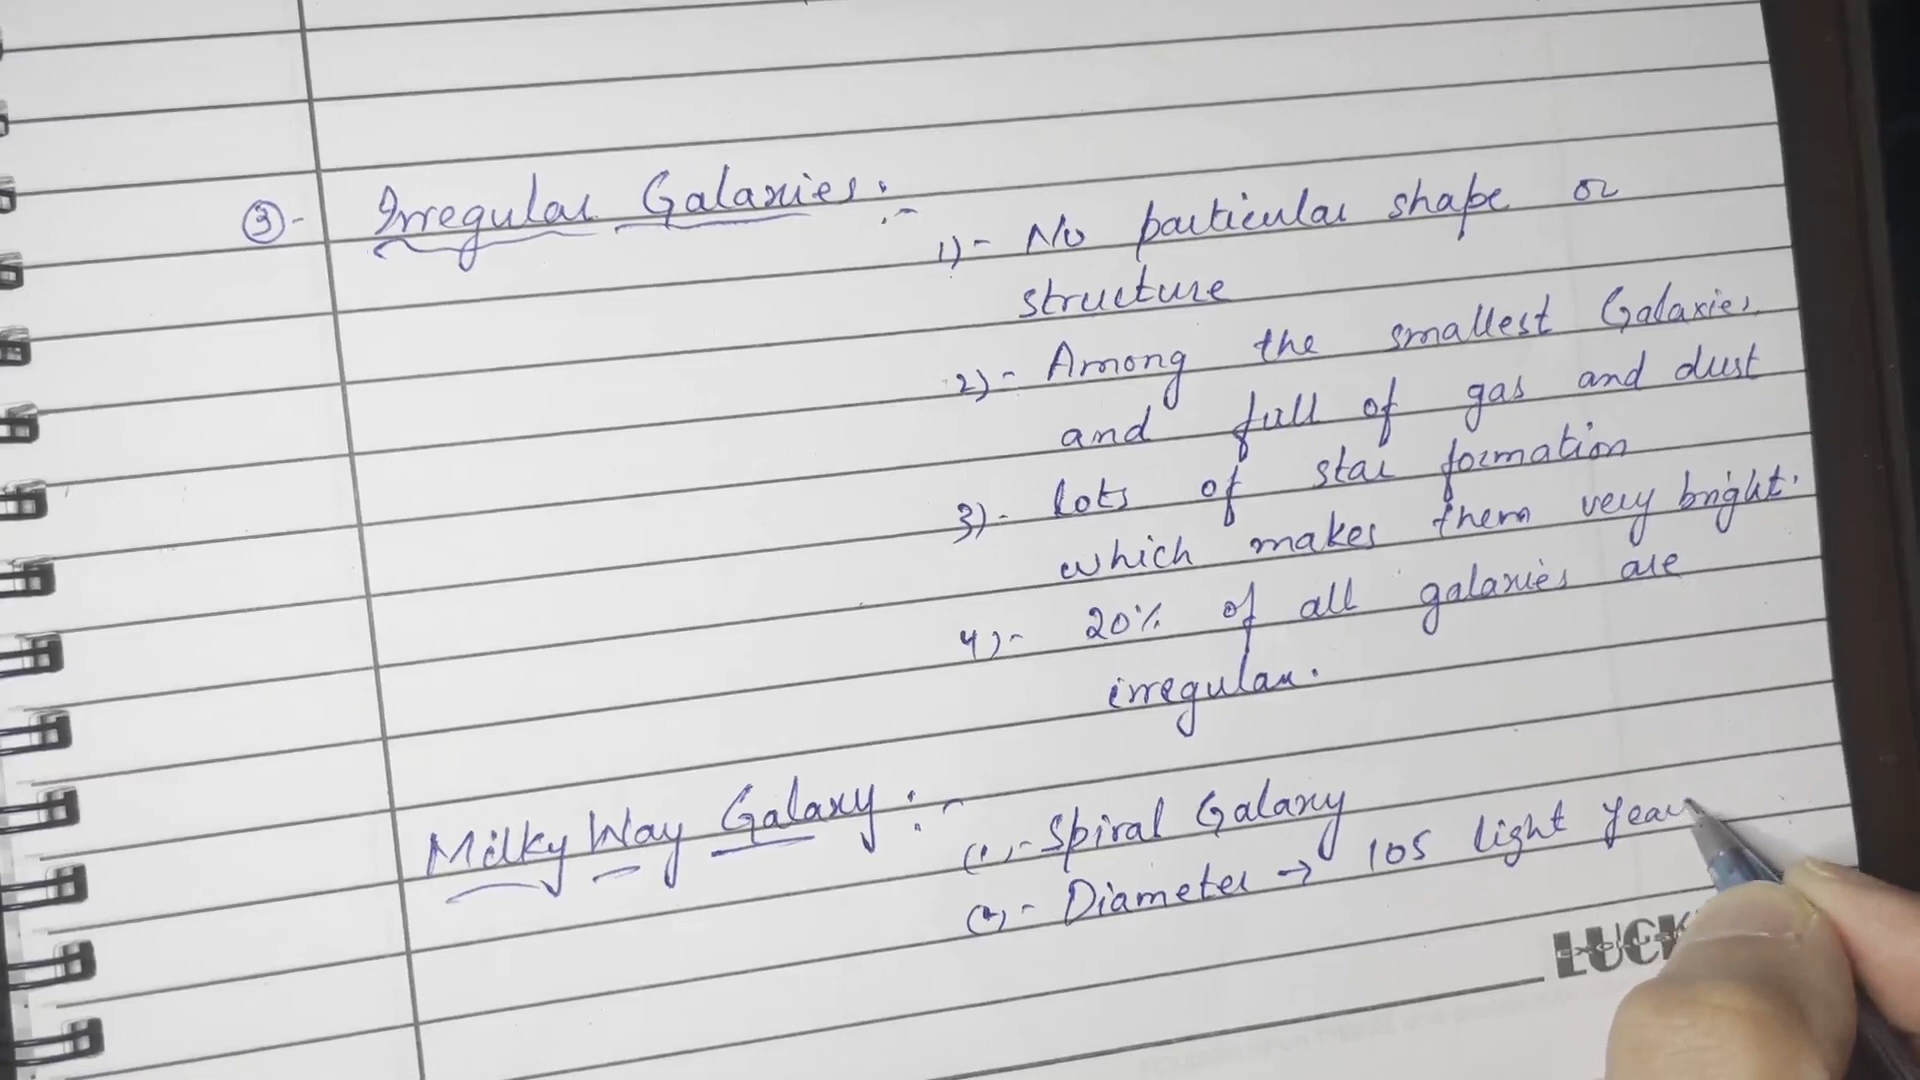 ③- Irregular Galaxies:-
1)- No particular shape or
structure
2)- Among the smallest Galaxies
and full of gas and dust
3)- Lots of star formation
which makes them very bright.
4)- 20% of all galaxies are
irregular.
Milky Way Galaxy:- (1)- Spiral Galaxy
(2)- Diameter → 105 light year
LUCK